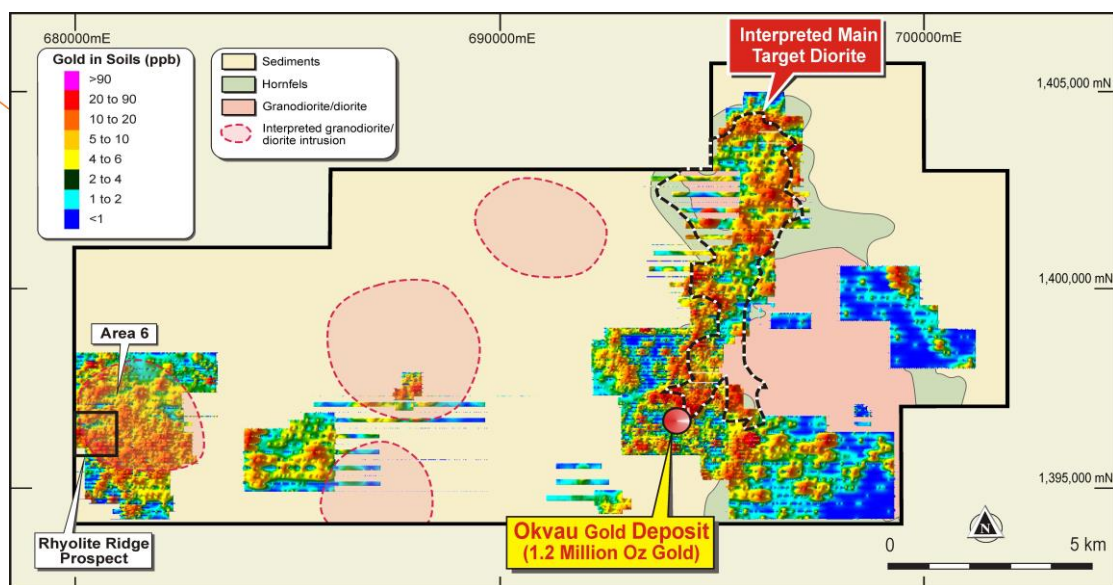 680000mE
690000mE
700000mE
Gold in Soils (ppb)
>90
20 to 90
10 to 20
5 to 10
4 to 6
2 to 4
1 to 2
<1
Sediments
Hornfels
Granodiorite/diorite
Interpreted granodiorite/
diorite intrusion
Interpreted Main
Target Diorite
1,405,000 mN
1,400,000 mN
1,395,000 mN
Area 6
Rhyolite Ridge
Prospect
Okvau Gold Deposit
(1.2 Million Oz Gold)
N
0
5 km